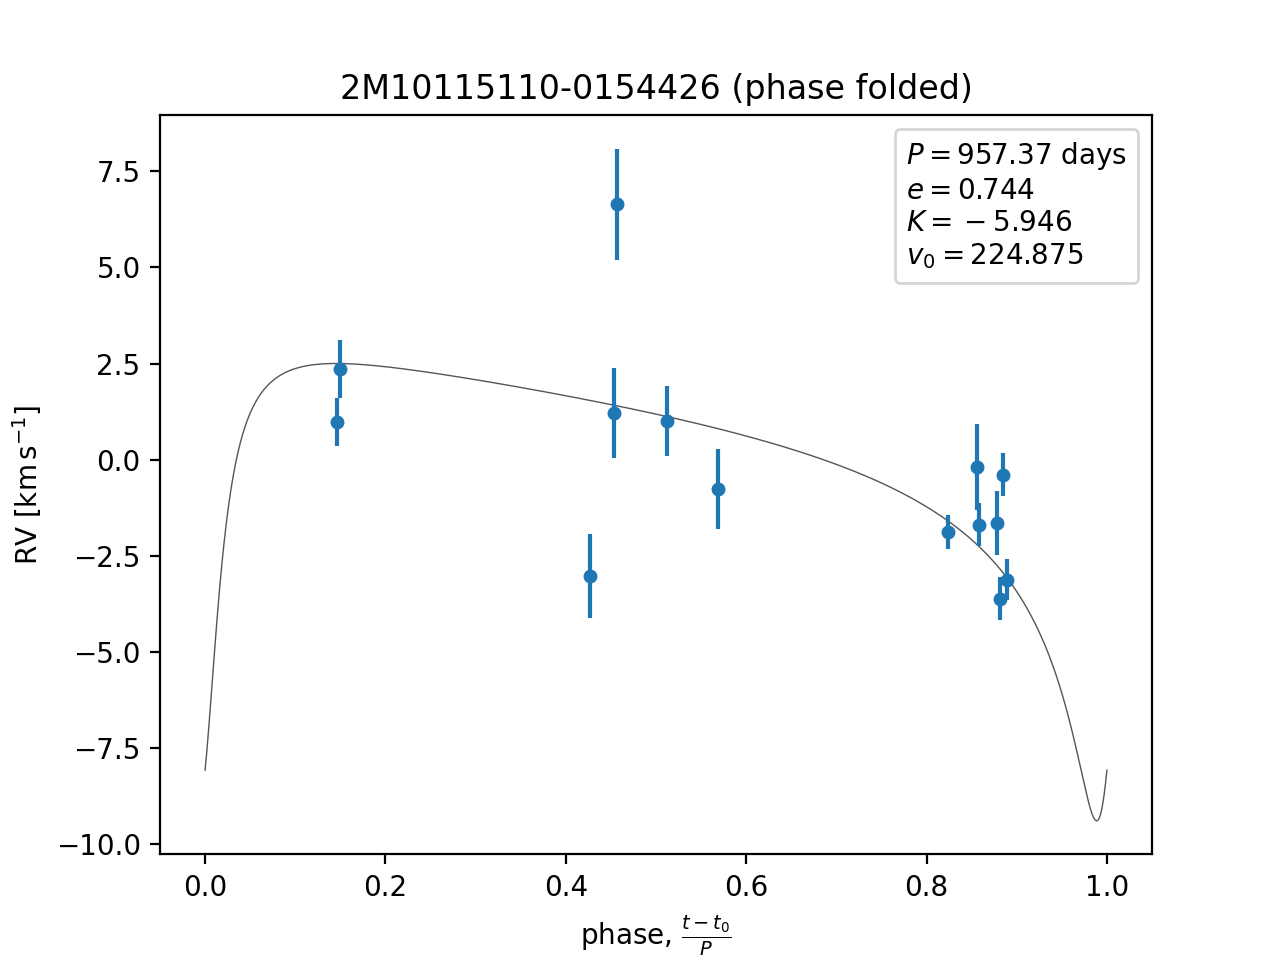 2M10115110-0154426 (phase folded)
P = 957.37 days
e = 0.744
K = −5.946
v₀ = 224.875
RV [km s⁻¹]
7.5
5.0
2.5
0.0
−2.5
−5.0
−7.5
−10.0
0.0 0.2 0.4 0.6 0.8 1.0
phase, (t − t₀)/P